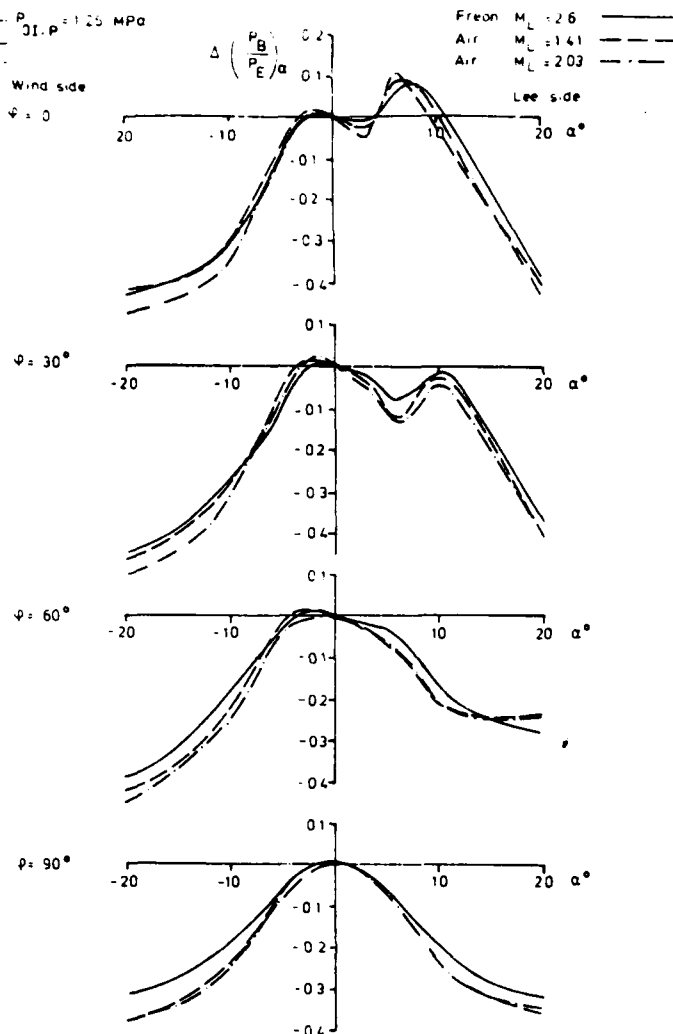 P_0I.P = 1.25 MPa
Δ (P_B / P_E)_α
Freon M_L = 2.6
Air M_L = 1.41
Air M_L = 2.03
Wind side
Lee side
φ = 0
0.2
0.1
20 -10 10 20 α°
-0.1
-0.2
-0.3
-0.4
φ = 30°
0.1
-20 -10 10 20 α°
-0.1
-0.2
-0.3
-0.4
φ = 60°
0.1
-20 -10 10 20 α°
-0.1
-0.2
-0.3
-0.4
φ = 90°
0.1
-20 -10 10 20 α°
-0.1
-0.2
-0.3
-0.4